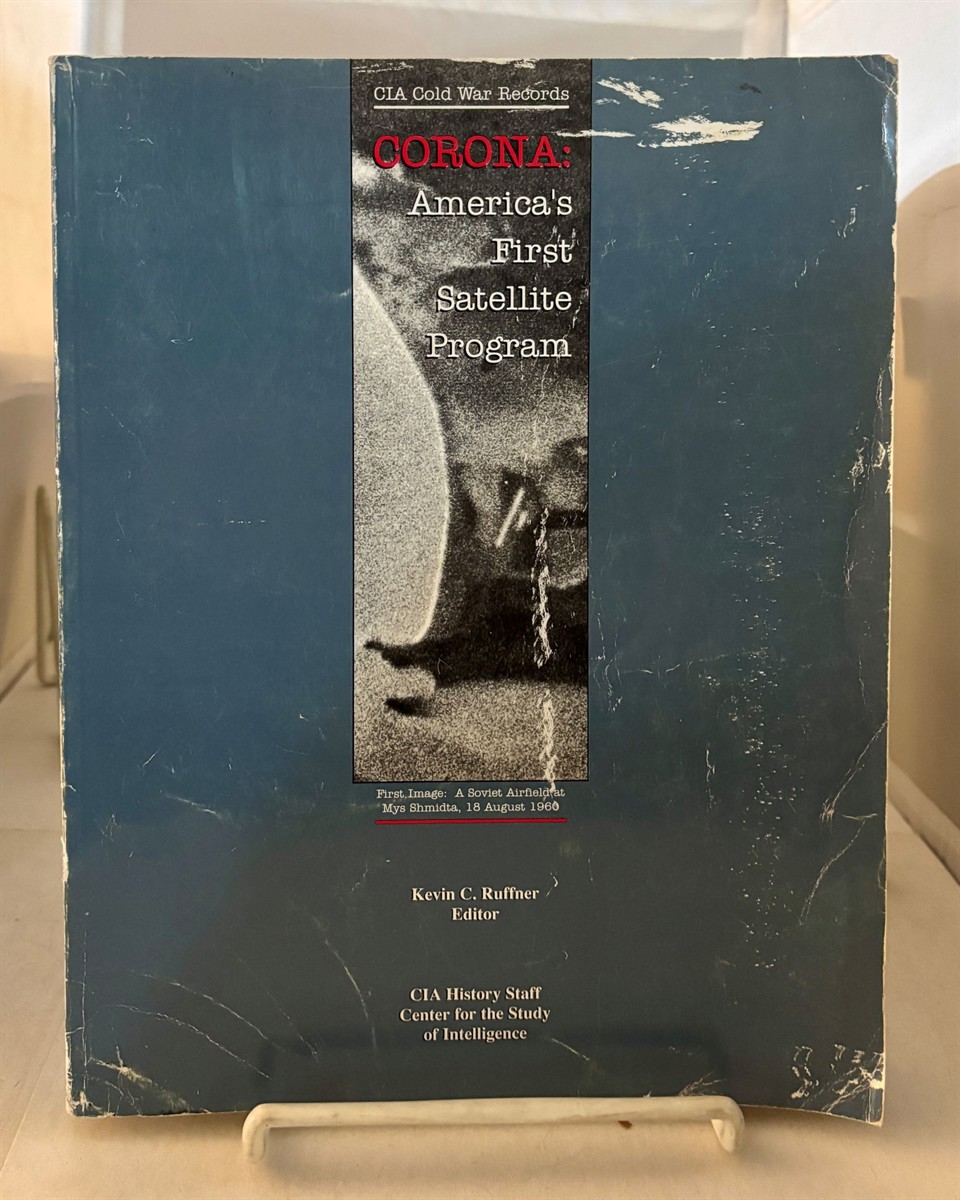 CIA Cold War Records
CORONA:
America's
First
Satellite
Program
First Image: A Soviet Airfield at
Mys Shmidta, 18 August 1960
Kevin C. Ruffner
Editor
CIA History Staff
Center for the Study
of Intelligence